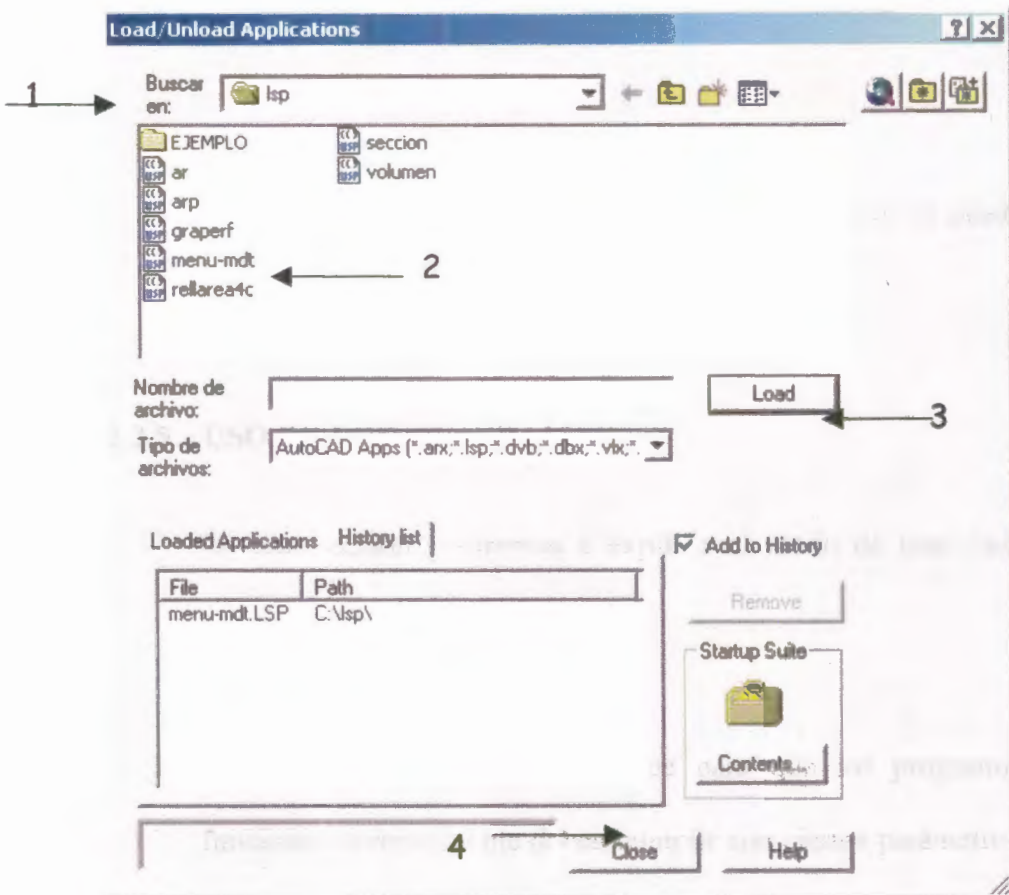 Load/Unload Applications
1
Buscar en:
lsp
EJEMPLO
ar
arp
graperf
menu-mdt
rellarea4c
seccion
volumen
2
Nombre de archivo:
Load
3
Tipo de archivos:
AutoCAD Apps (*.arx;*.lsp;*.dvb;*.dbx;*.vlx;*.
Loaded Applications History list
Add to History
File Path
menu-mdt.LSP C:\lsp\
Remove
Startup Suite
Contents...
4
Close Help